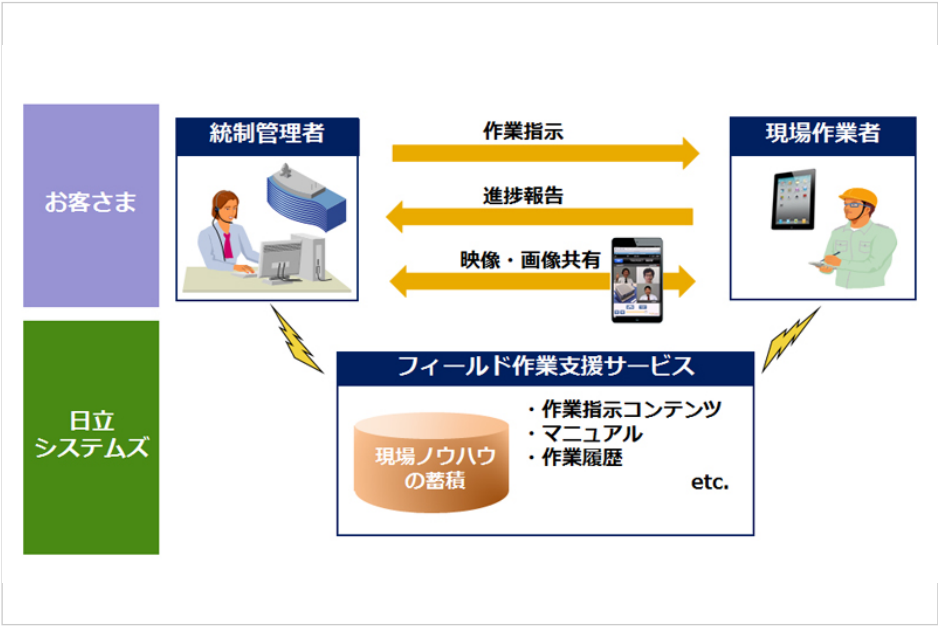 お客さま
統制管理者
作業指示
進捗報告
映像・画像共有
現場作業者
日立
システムズ
フィールド作業支援サービス
現場ノウハウ
の蓄積
・作業指示コンテンツ
・マニュアル
・作業履歴
etc.